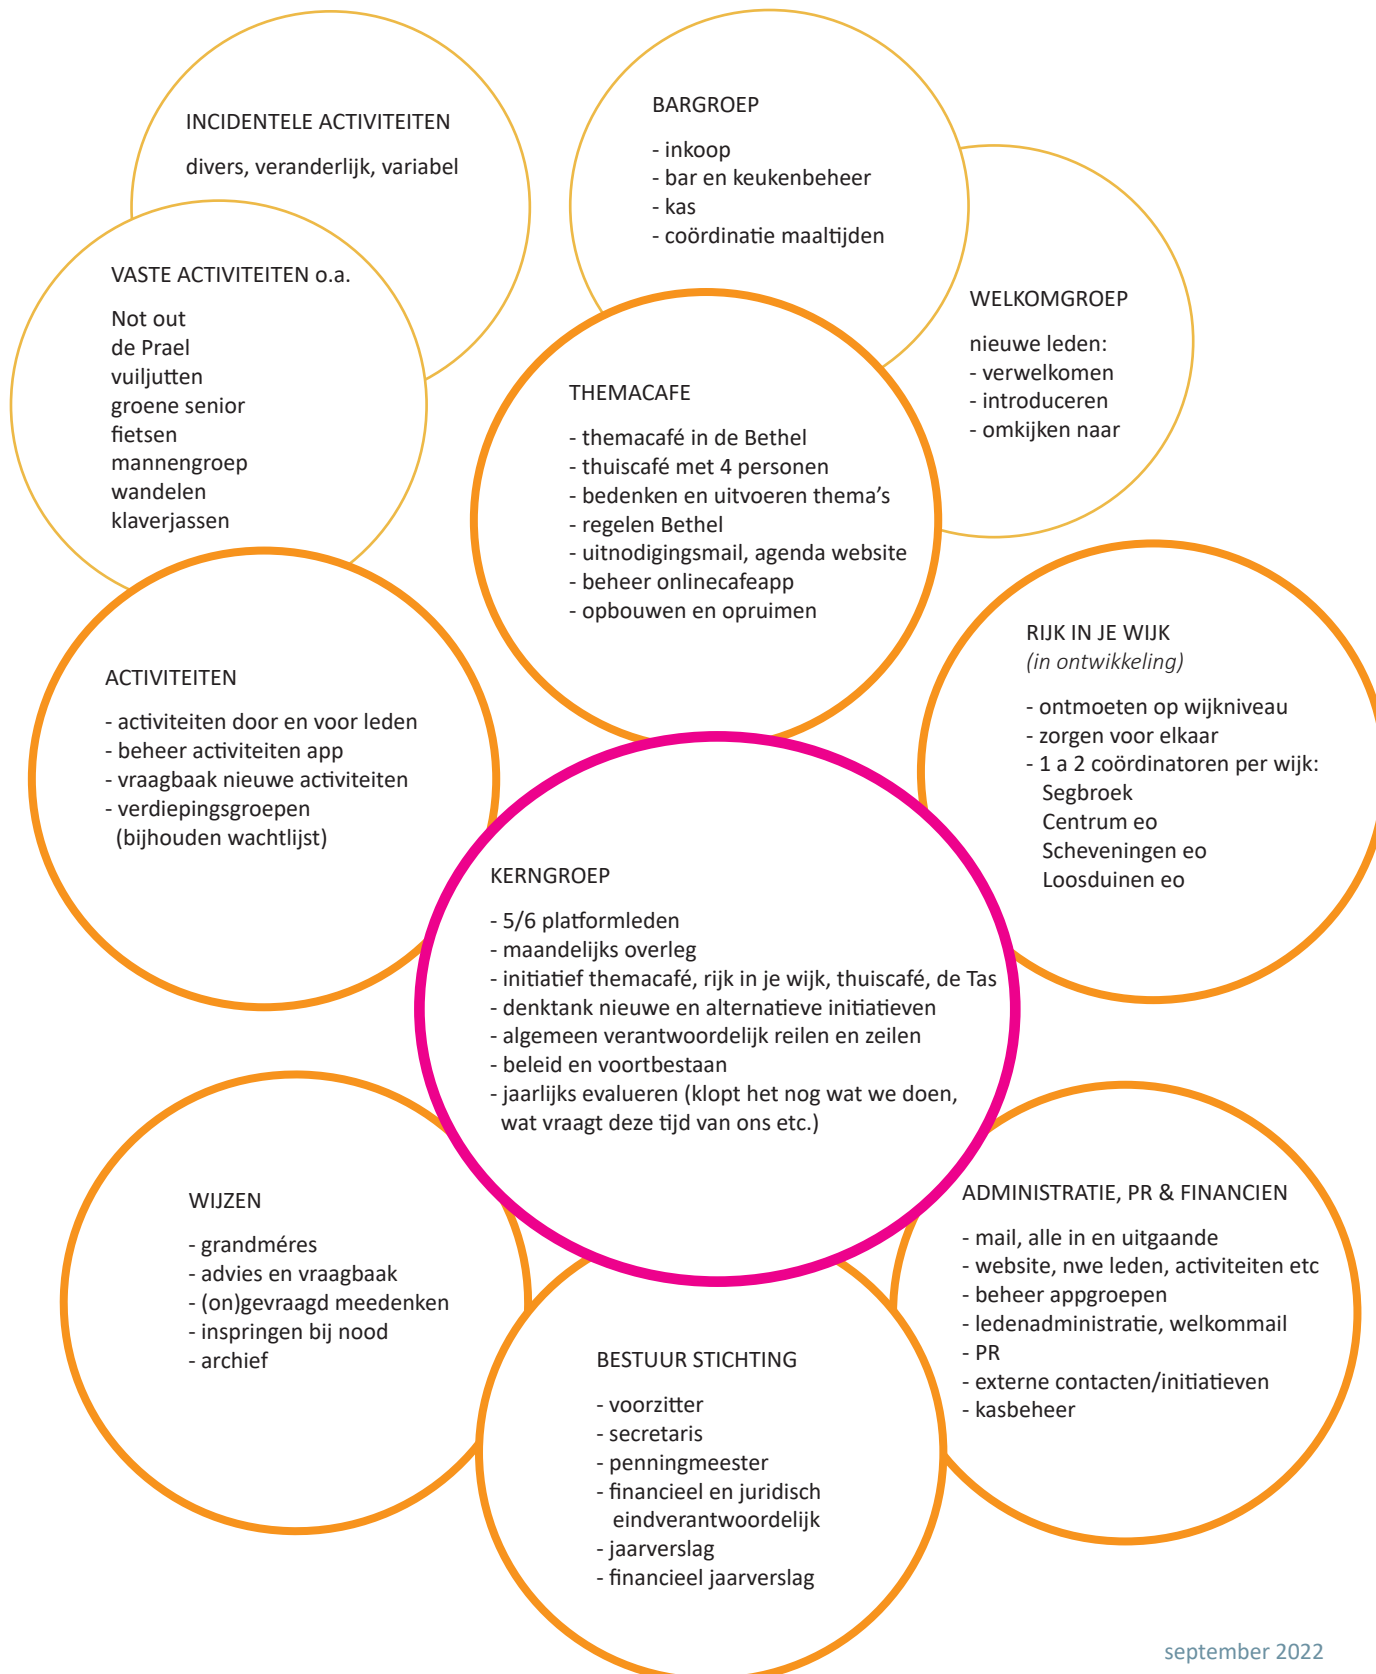 INCIDENTELE ACTIVITEITEN
divers, veranderlijk, variabel
BARGROEP
- inkoop
- bar en keukenbeheer
- kas
- coördinatie maaltijden
VASTE ACTIVITEITEN o.a.
Not out
de Prael
vuiljutten
groene senior
fietsen
mannengroep
wandelen
klaverjassen
WELKOMGROEP
nieuwe leden:
- verwelkomen
- introduceren
- omkijken naar
THEMACAFE
- themacafé in de Bethel
- thuiscafé met 4 personen
- bedenken en uitvoeren thema's
- regelen Bethel
- uitnodigingsmail, agenda website
- beheer onlinecafeapp
- opbouwen en opruimen
ACTIVITEITEN
- activiteiten door en voor leden
- beheer activiteiten app
- vraagbaak nieuwe activiteiten
- verdiepingsgroepen
(bijhouden wachtlijst)
RIJK IN JE WIJK
(in ontwikkeling)
- ontmoeten op wijkniveau
- zorgen voor elkaar
- 1 a 2 coördinatoren per wijk:
Segbroek
Centrum eo
Scheveningen eo
Loosduinen eo
KERNGROEP
- 5/6 platformleden
- maandelijks overleg
- initiatief themacafé, rijk in je wijk, thuiscafé, de Tas
- denktank nieuwe en alternatieve initiatieven
- algemeen verantwoordelijk reilen en zeilen
- beleid en voortbestaan
- jaarlijks evalueren (klopt het nog wat we doen,
wat vraagt deze tijd van ons etc.)
WIJZEN
- grandméres
- advies en vraagbaak
- (on)gevraagd meedenken
- inspringen bij nood
- archief
ADMINISTRATIE, PR & FINANCIEN
- mail, alle in en uitgaande
- website, nwe leden, activiteiten etc
- beheer appgroepen
- ledenadministratie, welkommail
- PR
- externe contacten/initiatieven
- kasbeheer
BESTUUR STICHTING
- voorzitter
- secretaris
- penningmeester
- financieel en juridisch
eindverantwoordelijk
- jaarverslag
- financieel jaarverslag
september 2022